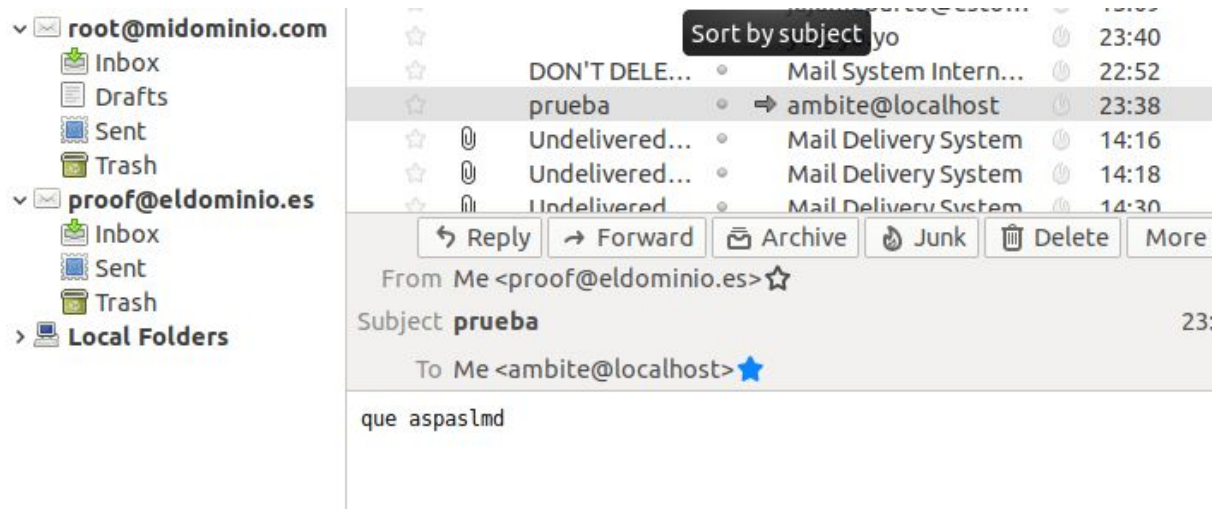 root@midominio.com
Inbox
Drafts
Sent
Trash
proof@eldominio.es
Inbox
Sent
Trash
Local Folders
Sort by subject
yo 23:40
DON'T DELE... Mail System Intern... 22:52
prueba ambite@localhost 23:38
Undelivered... Mail Delivery System 14:16
Undelivered... Mail Delivery System 14:18
Undelivered Mail Delivery System 14:30
Reply Forward Archive Junk Delete More
From Me <proof@eldominio.es>
Subject prueba 23:
To Me <ambite@localhost>
que aspaslmd